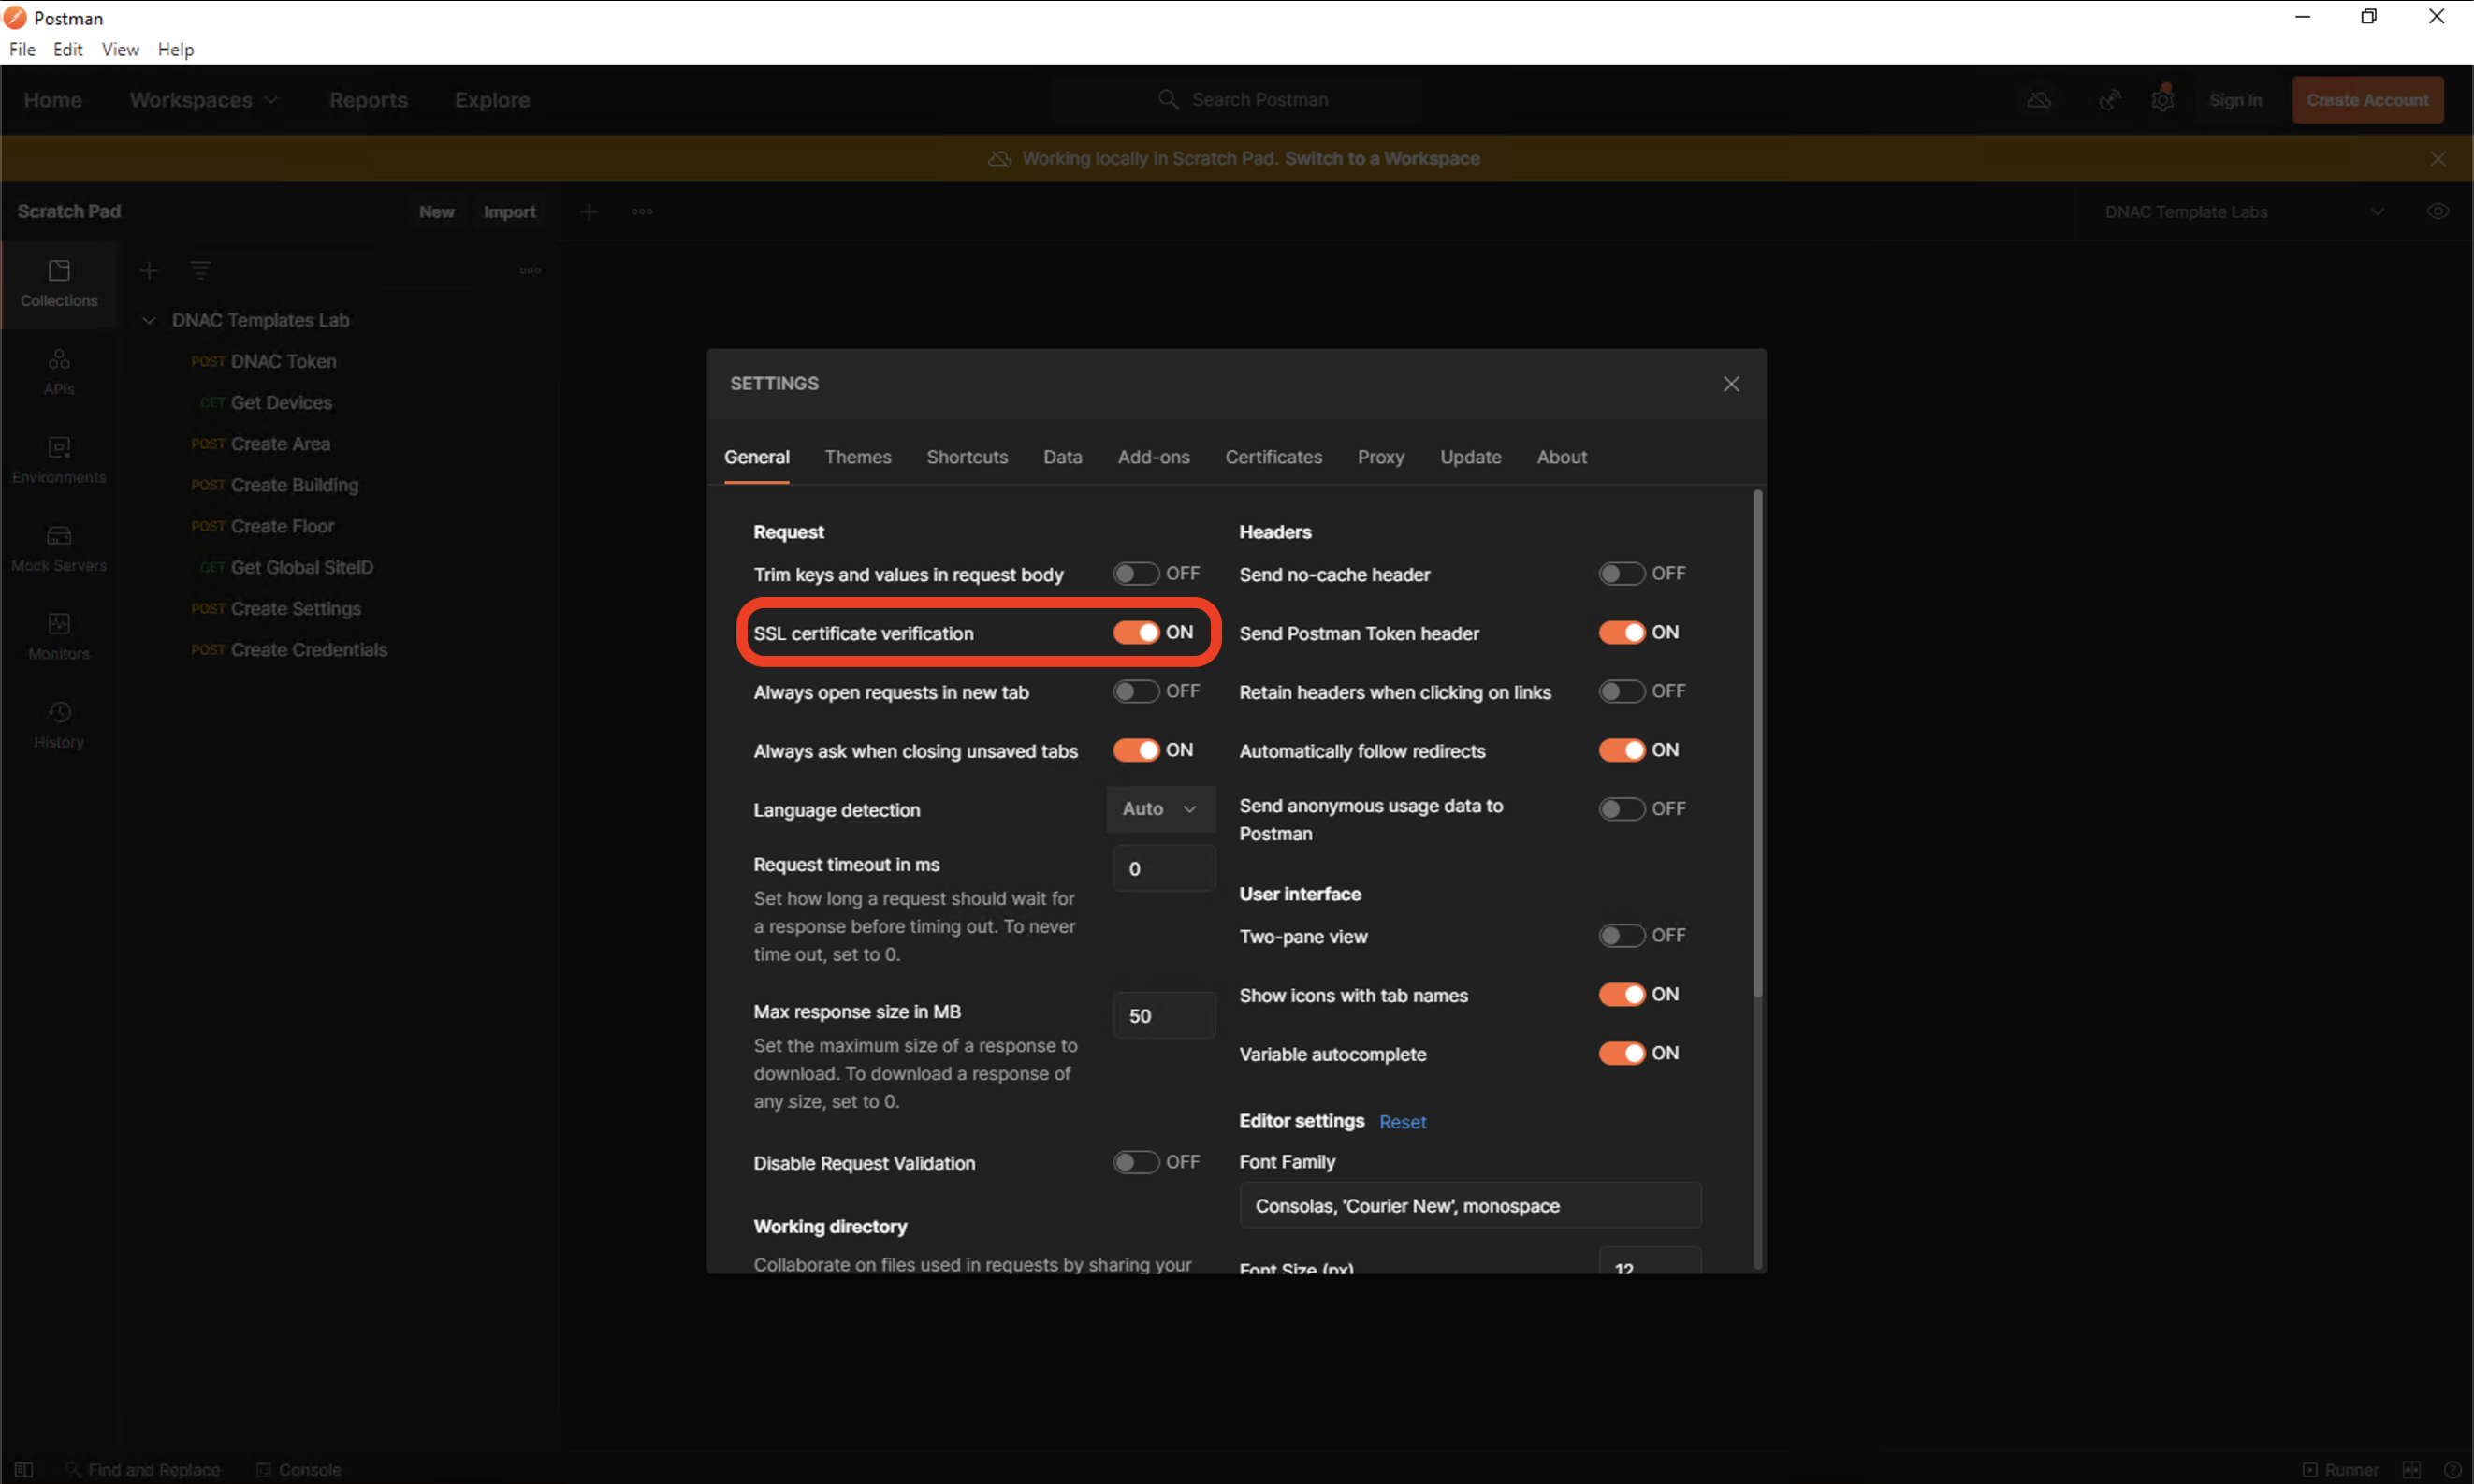 Postman
File Edit View Help
Home Workspaces Reports Explore Search Postman Sign In Create Account
Working locally in Scratch Pad. Switch to a Workspace
Scratch Pad New Import DNAC Template Labs
Collections
APIs
Environments
Mock Servers
Monitors
History
DNAC Templates Lab
POST DNAC Token
GET Get Devices
POST Create Area
POST Create Building
POST Create Floor
GET Get Global SiteID
POST Create Settings
POST Create Credentials
SETTINGS
General Themes Shortcuts Data Add-ons Certificates Proxy Update About
Request
Trim keys and values in request body OFF
SSL certificate verification ON
Always open requests in new tab OFF
Always ask when closing unsaved tabs ON
Language detection Auto
Request timeout in ms 0
Set how long a request should wait for
a response before timing out. To never
time out, set to 0.
Max response size in MB 50
Set the maximum size of a response to
download. To download a response of
any size, set to 0.
Disable Request Validation OFF
Working directory
Collaborate on files used in requests by sharing your
Headers
Send no-cache header OFF
Send Postman Token header ON
Retain headers when clicking on links OFF
Automatically follow redirects ON
Send anonymous usage data to
Postman OFF
User interface
Two-pane view OFF
Show icons with tab names ON
Variable autocomplete ON
Editor settings Reset
Font Family
Consolas, 'Courier New', monospace
Font Size (px) 12
Find and Replace Console Runner